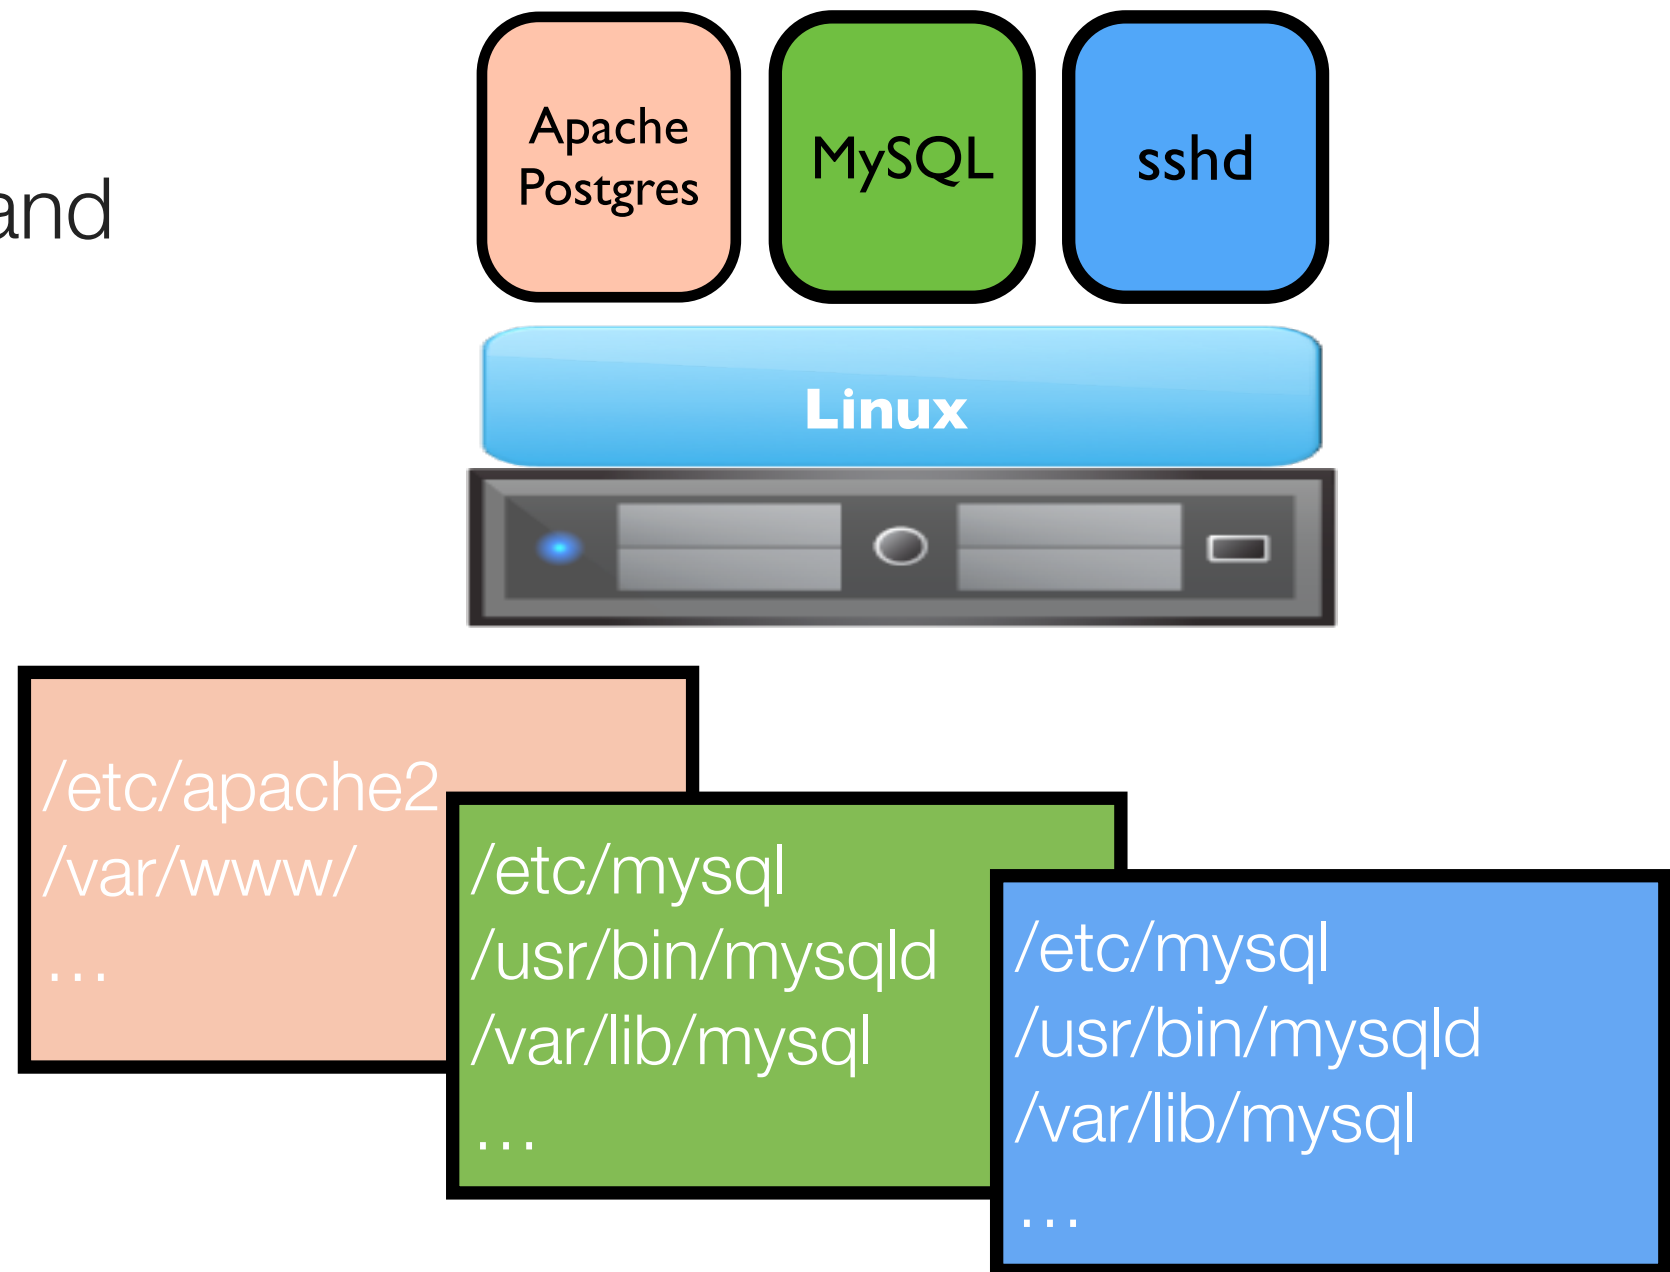 Apache
Postgres
MySQL
sshd
and
Linux
/etc/apache2
/var/www/
…
/etc/mysql
/usr/bin/mysqld
/var/lib/mysql
…
/etc/mysql
/usr/bin/mysqld
/var/lib/mysql
…